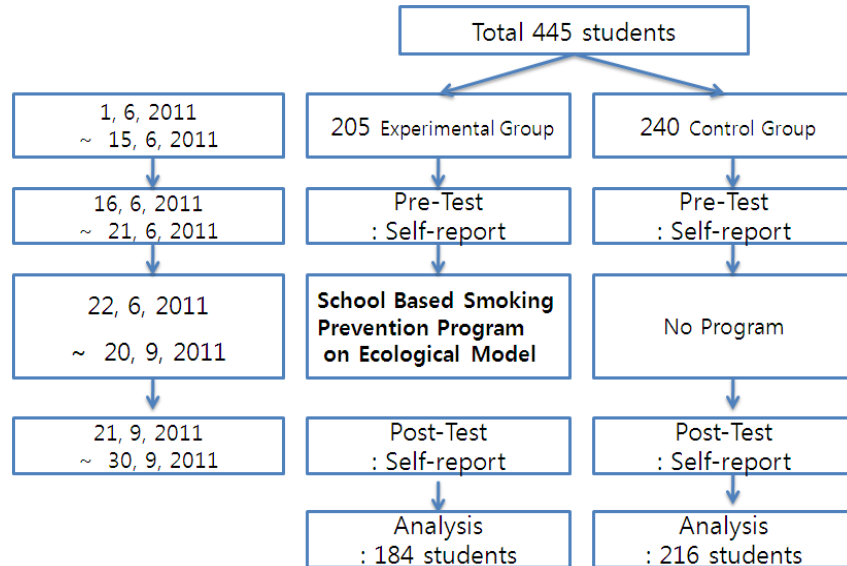 Total 445 students
1, 6, 2011
~ 15, 6, 2011
205 Experimental Group
240 Control Group
16, 6, 2011
~ 21, 6, 2011
Pre-Test
: Self-report
Pre-Test
: Self-report
22, 6, 2011
~ 20, 9, 2011
School Based Smoking
Prevention Program
on Ecological Model
No Program
21, 9, 2011
~ 30, 9, 2011
Post-Test
: Self-report
Post-Test
: Self-report
Analysis
: 184 students
Analysis
: 216 students